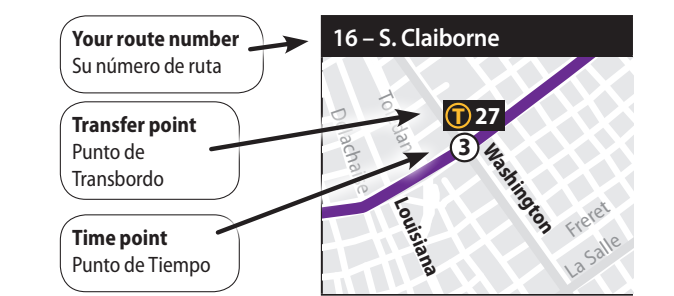 Your route number
Su número de ruta
16 – S. Claiborne
Transfer point
Punto de
Transbordo
T 27
3
Time point
Punto de Tiempo
Washington
Louisiana
Freret
La Salle